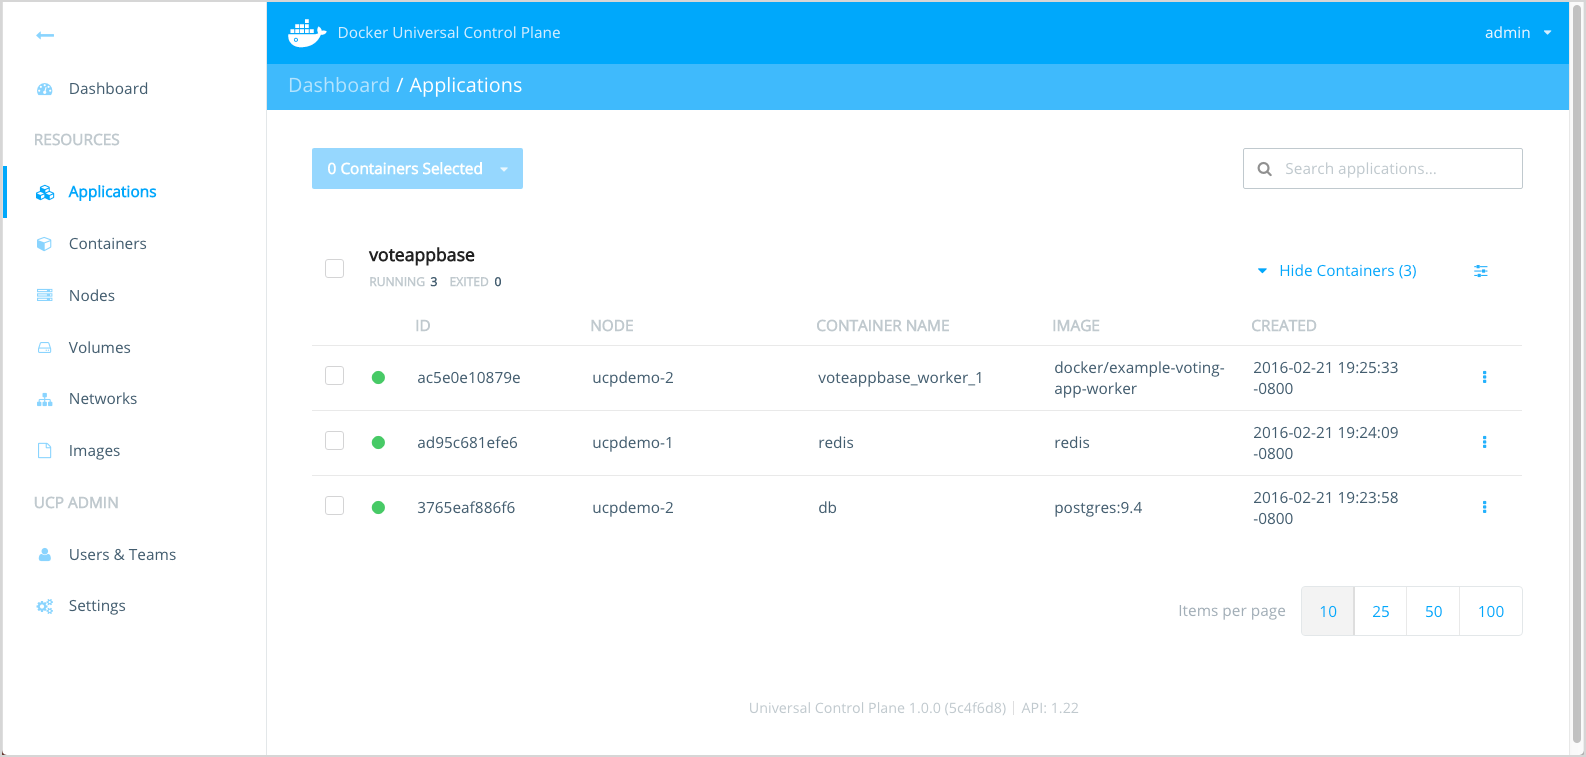 Docker Universal Control Plane
admin
Dashboard / Applications
Dashboard
RESOURCES
Applications
Containers
Nodes
Volumes
Networks
Images
UCP ADMIN
Users & Teams
Settings
0 Containers Selected
Search applications...
voteappbase
RUNNING 3 EXITED 0
Hide Containers (3)
ID NODE CONTAINER NAME IMAGE CREATED
ac5e0e10879e ucpdemo-2 voteappbase_worker_1 docker/example-voting- 2016-02-21 19:25:33
app-worker -0800
ad95c681efe6 ucpdemo-1 redis redis 2016-02-21 19:24:09
-0800
3765eaf886f6 ucpdemo-2 db postgres:9.4 2016-02-21 19:23:58
-0800
Items per page 10 25 50 100
Universal Control Plane 1.0.0 (5c4f6d8) | API: 1.22